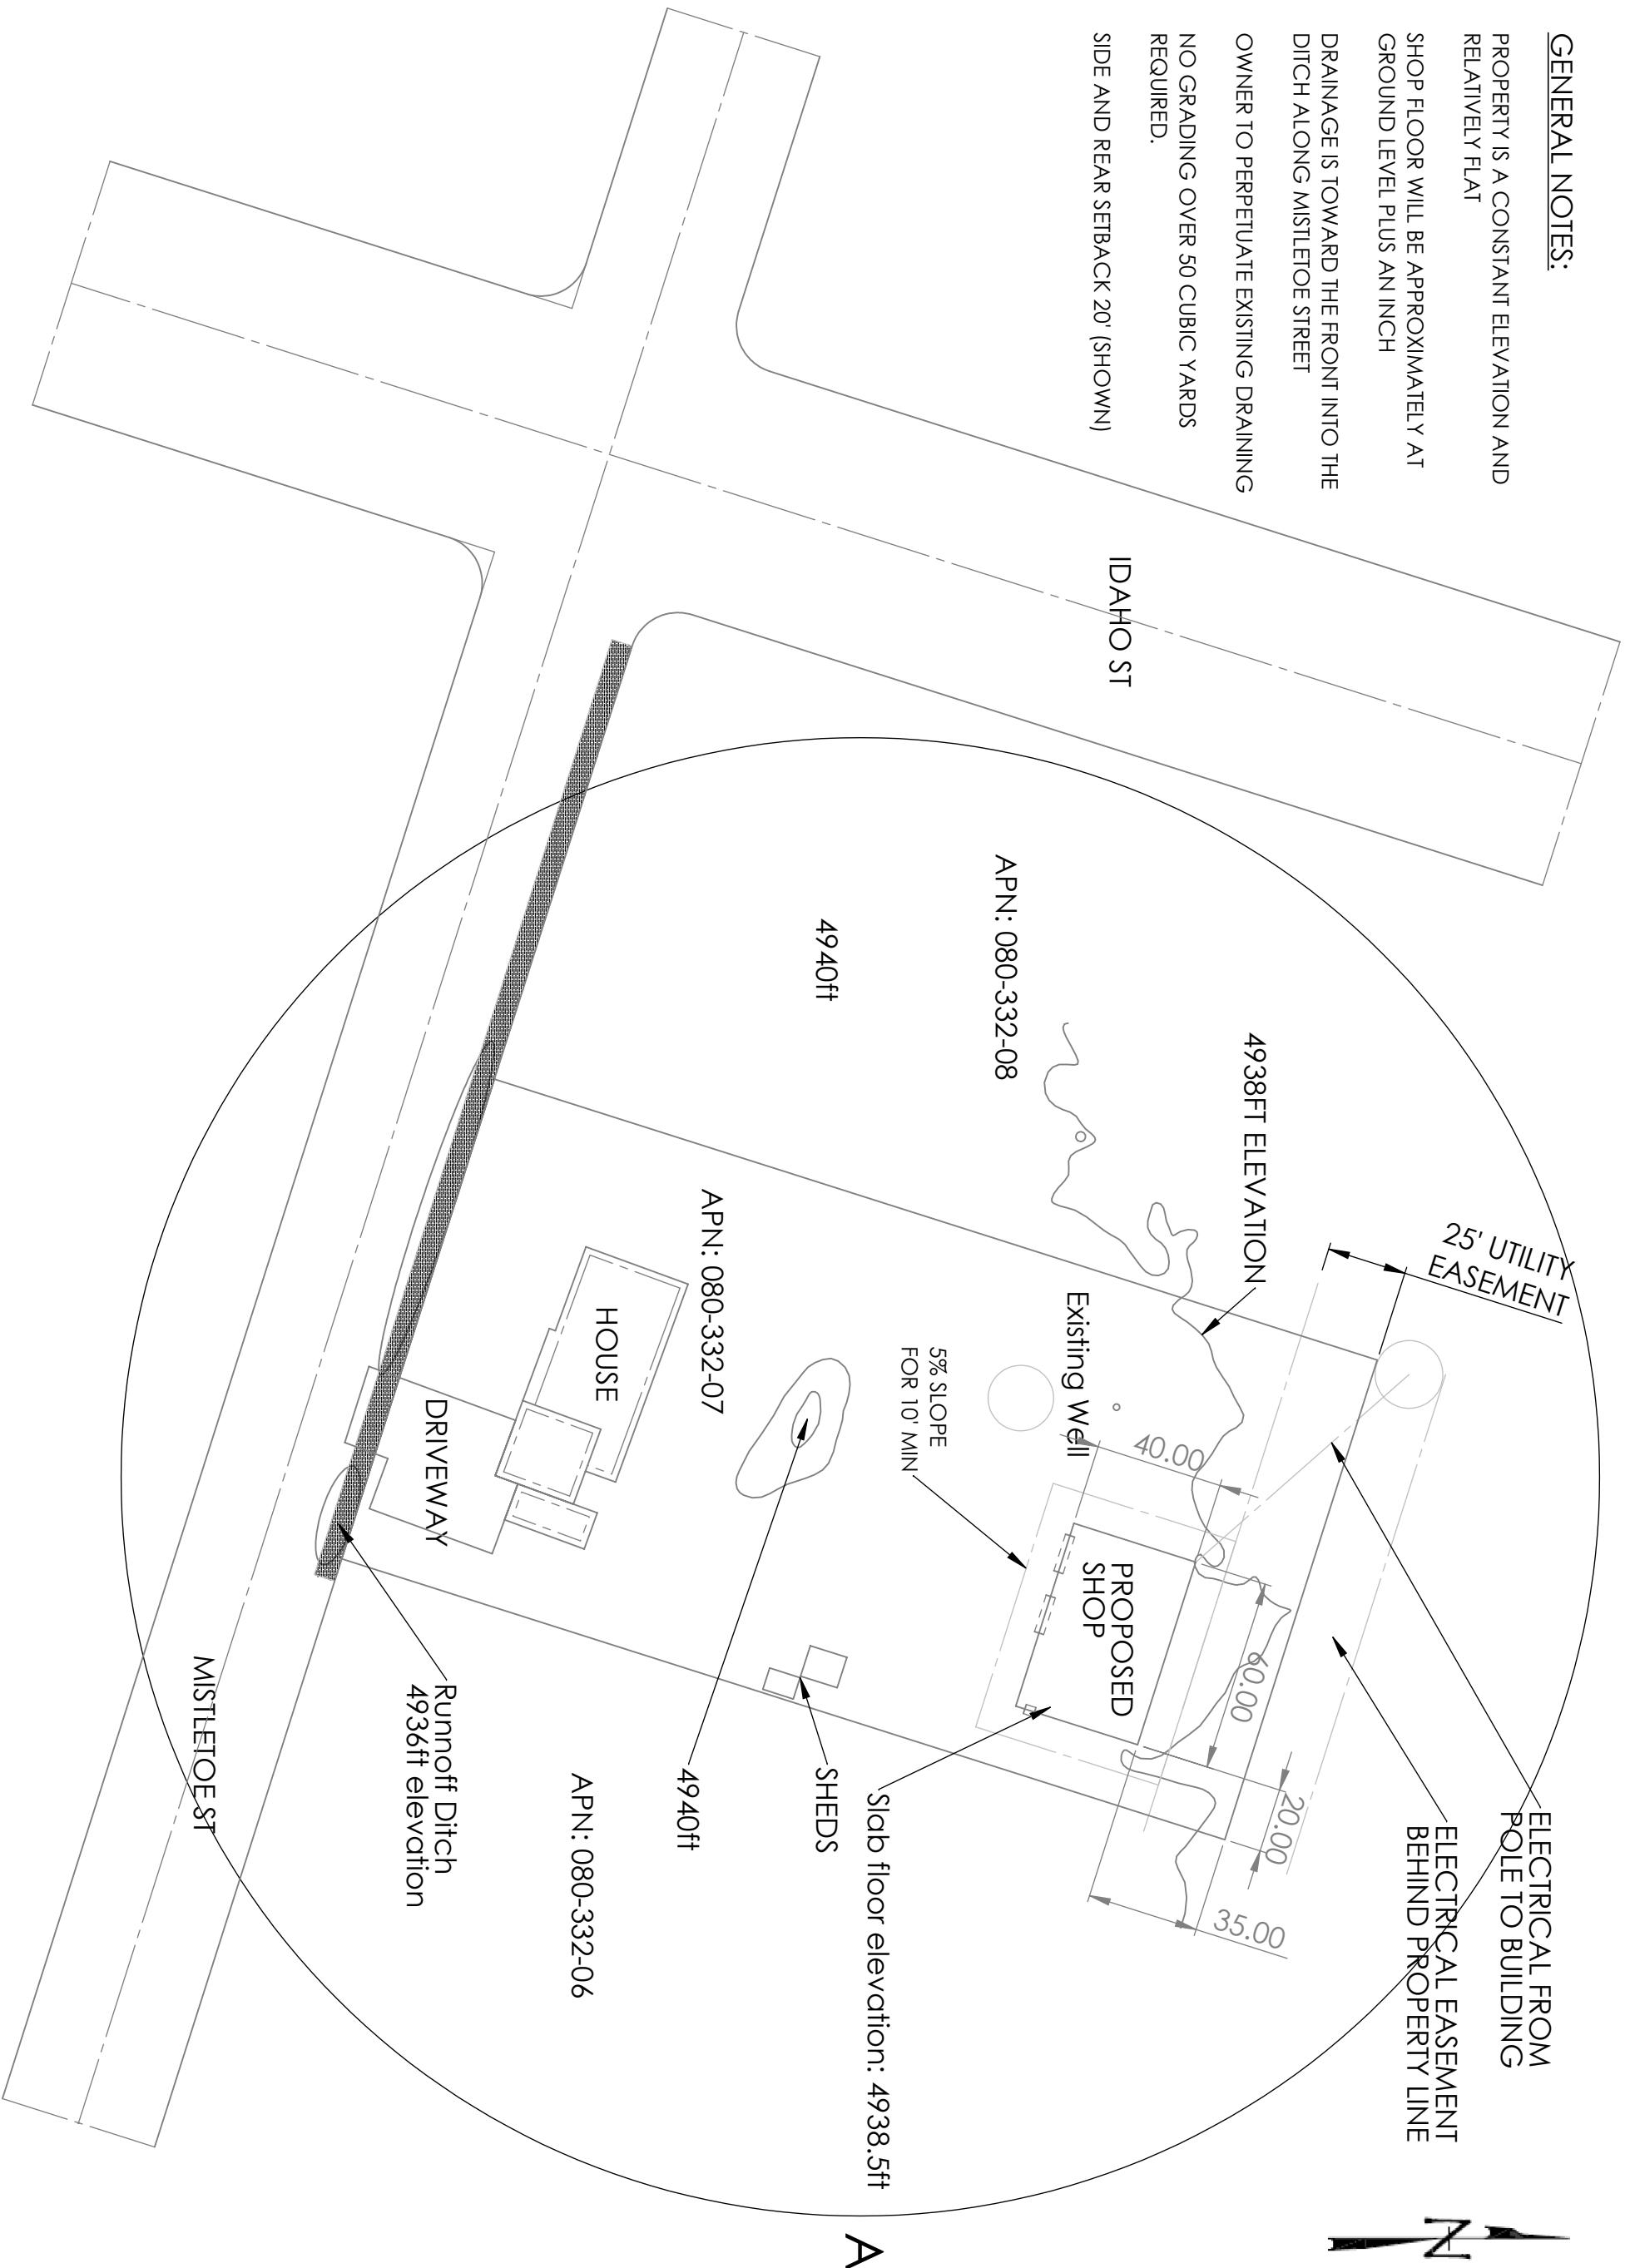 GENERAL NOTES:
PROPERTY IS A CONSTANT ELEVATION AND
RELATIVELY FLAT
SHOP FLOOR WILL BE APPROXIMATELY AT
GROUND LEVEL PLUS AN INCH
DRAINAGE IS TOWARD THE FRONT INTO THE
DITCH ALONG MISTLETOE STREET
OWNER TO PERPETUATE EXISTING DRAINING
NO GRADING OVER 50 CUBIC YARDS
REQUIRED.
SIDE AND REAR SETBACK 20' (SHOWN)
IDAHO ST
25' UTILITY
EASEMENT
ELECTRICAL FROM
POLE TO BUILDING
ELECTRICAL EASEMENT
BEHIND PROPERTY LINE
4938FT ELEVATION
20.00
60.00
35.00
40.00
Existing Well
PROPOSED
SHOP
5% SLOPE
FOR 10' MIN
APN: 080-332-08
4940ft
Slab floor elevation: 4938.5ft
SHEDS
APN: 080-332-07
4940ft
HOUSE
APN: 080-332-06
DRIVEWAY
Runnoff Ditch
4936ft elevation
MISTLETOE ST
A
N